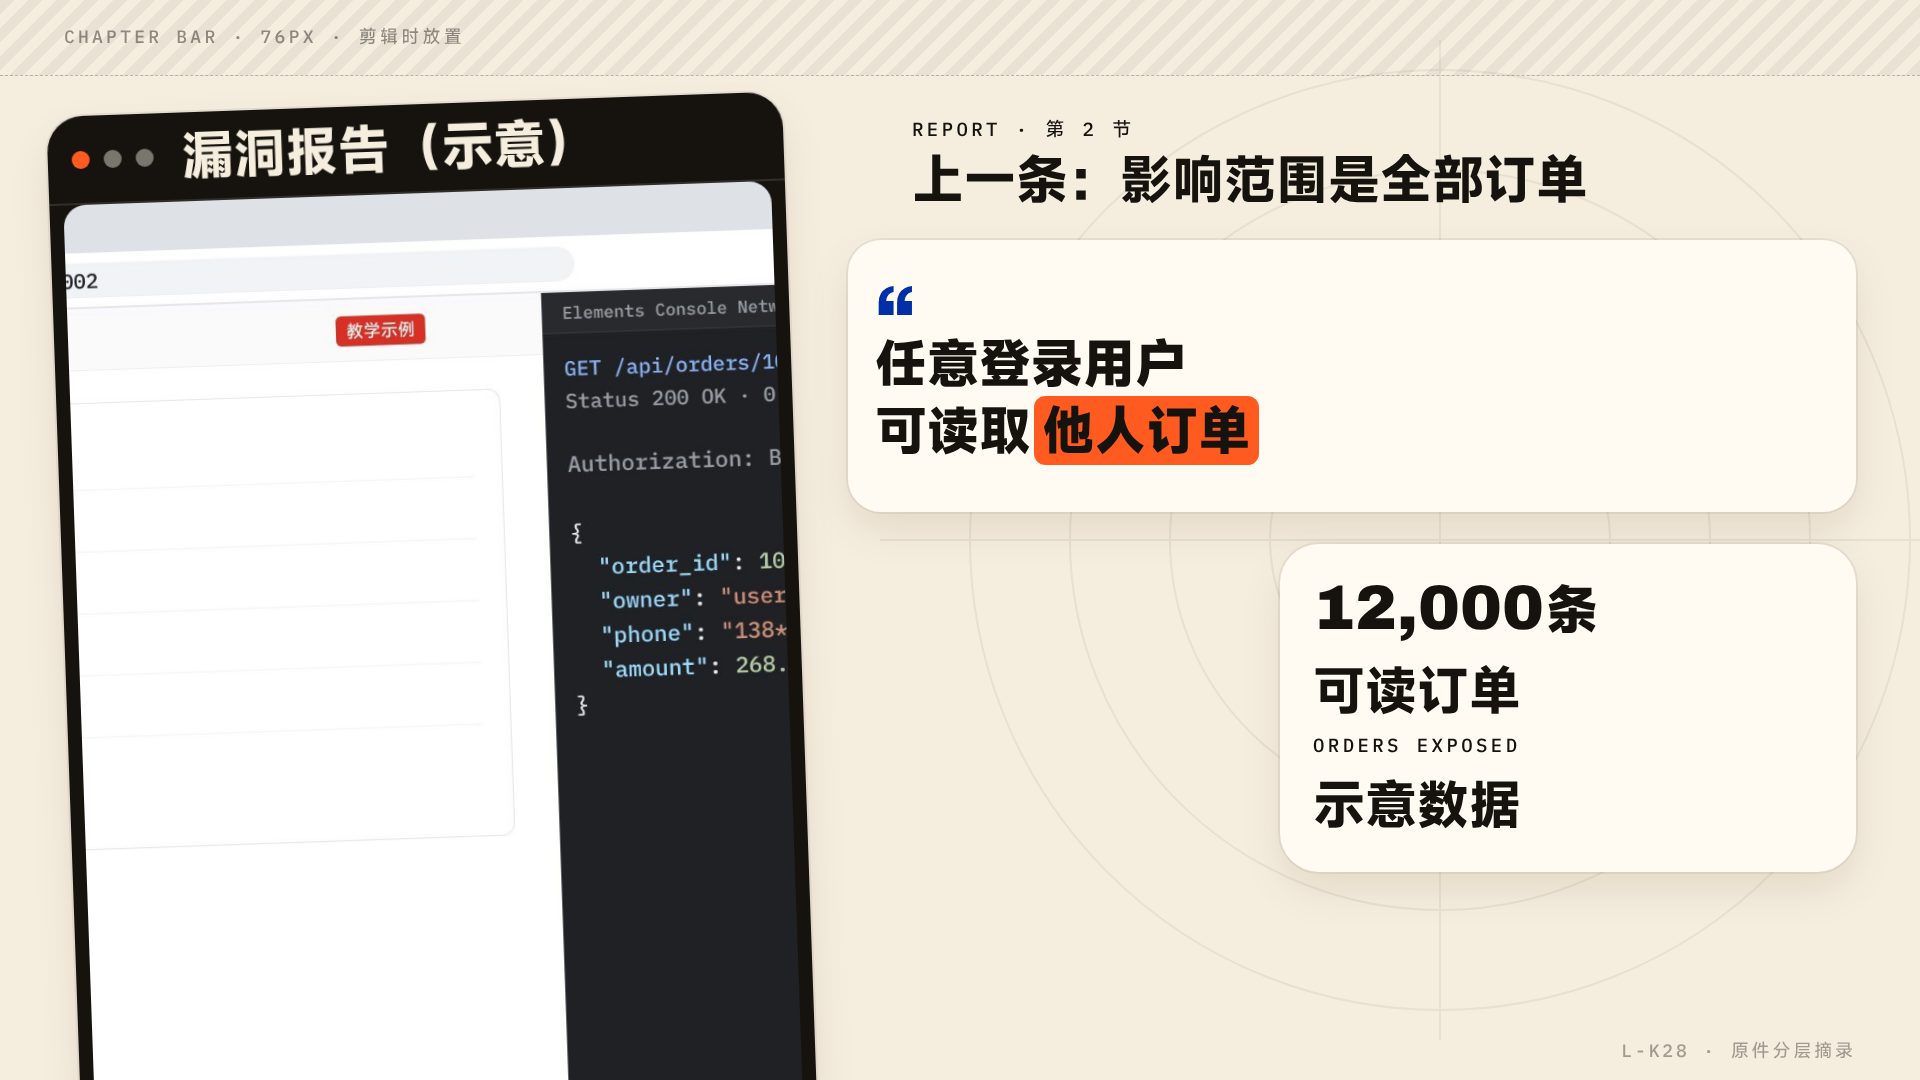 CHAPTER BAR · 76PX · 剪辑时放置
漏洞报告（示意）
002
教学示例
Elements Console Netw
GET /api/orders/10
Status 200 OK · 0
Authorization: B
{
"order_id": 10
"owner": "user
"phone": "138*
"amount": 268.
}
REPORT · 第 2 节
上一条：影响范围是全部订单
“
任意登录用户
可读取他人订单
12,000条
可读订单
ORDERS EXPOSED
示意数据
L-K28 · 原件分层摘录